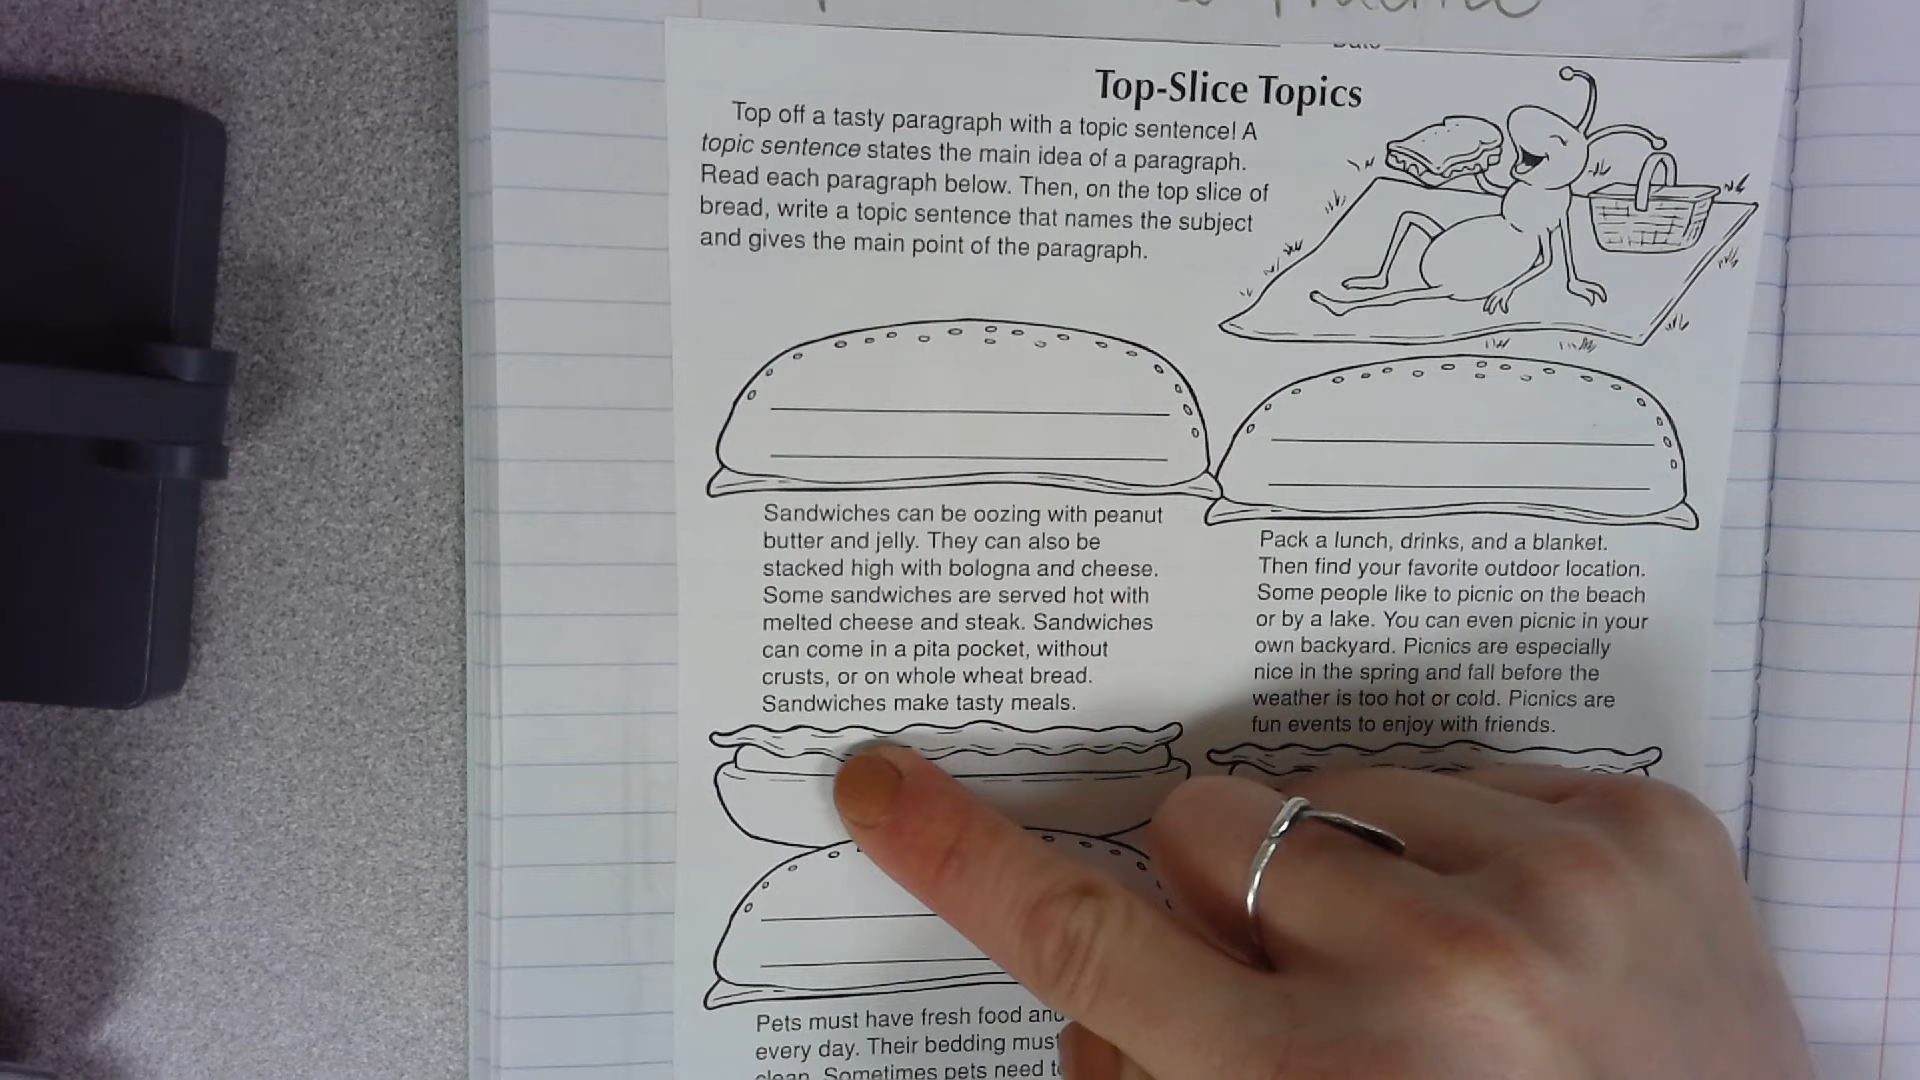 Top-Slice Topics
Top off a tasty paragraph with a topic sentence! A
topic sentence states the main idea of a paragraph.
Read each paragraph below. Then, on the top slice of
bread, write a topic sentence that names the subject
and gives the main point of the paragraph.
Sandwiches can be oozing with peanut
butter and jelly. They can also be
stacked high with bologna and cheese.
Some sandwiches are served hot with
melted cheese and steak. Sandwiches
can come in a pita pocket, without
crusts, or on whole wheat bread.
Sandwiches make tasty meals.
Pack a lunch, drinks, and a blanket.
Then find your favorite outdoor location.
Some people like to picnic on the beach
or by a lake. You can even picnic in your
own backyard. Picnics are especially
nice in the spring and fall before the
weather is too hot or cold. Picnics are
fun events to enjoy with friends.
Pets must have fresh food and
every day. Their bedding must
clean. Sometimes pets need